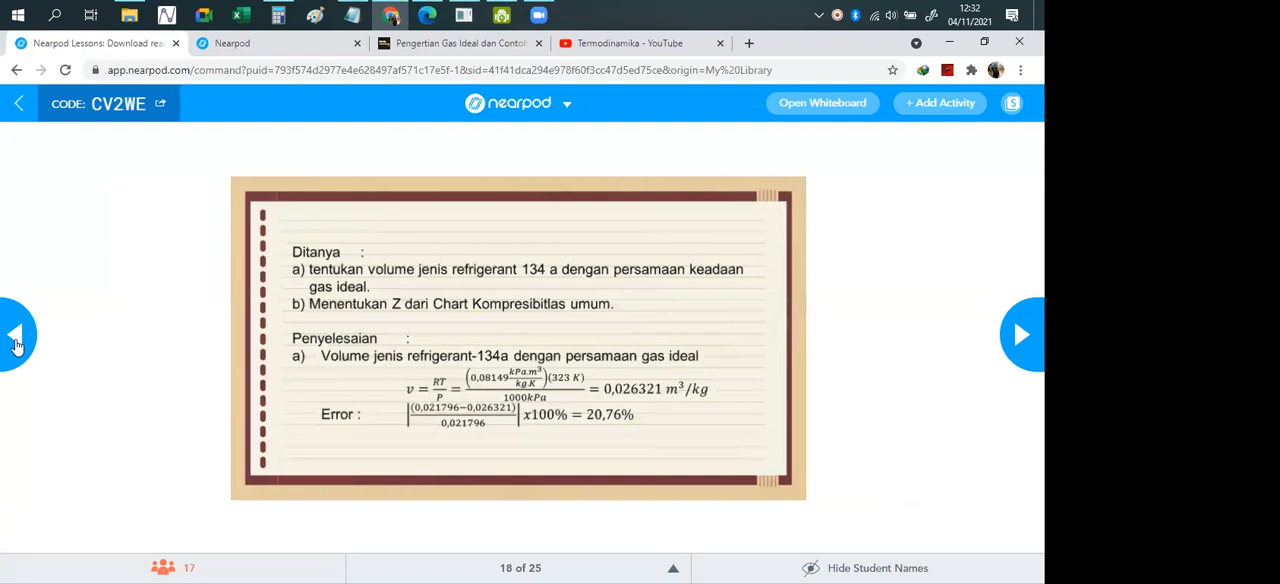 12:32
04/11/2021
Nearpod Lessons: Download rea
Nearpod
Pengertian Gas Ideal dan Contoh
Termodinamika - YouTube
app.nearpod.com/command?puid=793f574d2977e4e628497af571c17e5f-1&sid=41f41dca294e978f60f3cc47d5ed75ce&origin=My%20Library
CODE: CV2WE
nearpod
Open Whiteboard
+ Add Activity
S
Ditanya :
a) tentukan volume jenis refrigerant 134 a dengan persamaan keadaan
gas ideal.
b) Menentukan Z dari Chart Kompresibitlas umum.
Penyelesaian :
a) Volume jenis refrigerant-134a dengan persamaan gas ideal
v = RT/P = (0,08149 kPa.m³/kg.K)(323 K)/1000kPa = 0,026321 m³/kg
Error : |(0,021796−0,026321)/0,021796| x100% = 20,76%
17
18 of 25
Hide Student Names